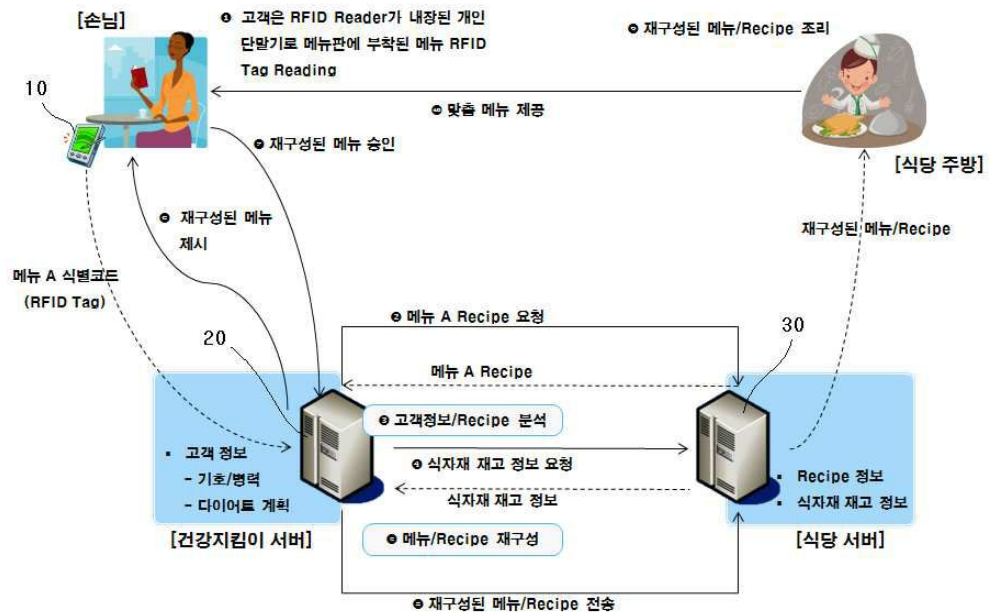 [손님]
❶ 고객은 RFID Reader가 내장된 개인
단말기로 메뉴판에 부착된 메뉴 RFID
Tag Reading
재구성된 메뉴/Recipe 조리
10
맞춤 메뉴 제공
재구성된 메뉴 승인
[식당 주방]
재구성된 메뉴
제시
재구성된 메뉴/Recipe
메뉴 A 식별코드
(RFID Tag)
❷ 메뉴 A Recipe 요청
20
30
메뉴 A Recipe
❸ 고객정보/Recipe 분석
❹ 식자재 재고 정보 요청
▪ 고객 정보
- 기호/병력
- 다이어트 계획
식자재 재고 정보
▪ Recipe 정보
▪ 식자재 재고 정보
메뉴/Recipe 재구성
[건강지킴이 서버]
[식당 서버]
재구성된 메뉴/Recipe 전송